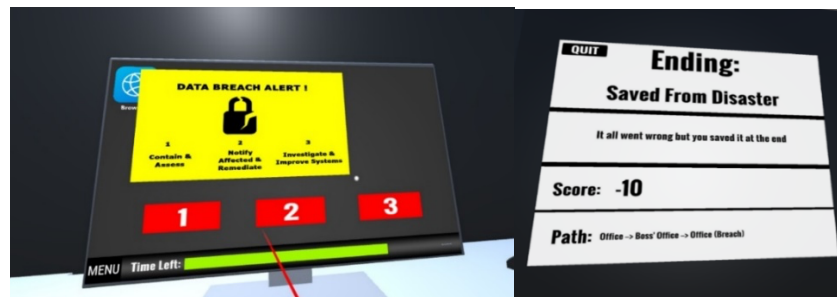 DATA BREACH ALERT !
1
Contain &
Assess
2
Notify
Affected &
Remediate
3
Investigate &
Improve Systems
1
2
3
MENU
Time Left:
QUIT
Ending:
Saved From Disaster
It all went wrong but you saved it at the end
Score: -10
Path: Office -> Boss' Office -> Office (Breach)